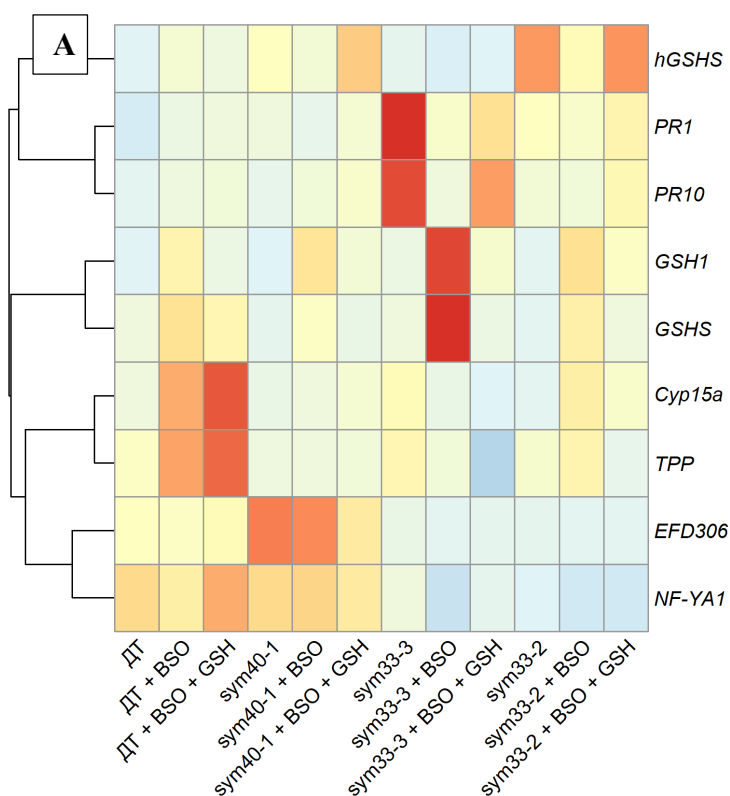 A
hGSHS
PR1
PR10
GSH1
GSHS
Cyp15a
TPP
EFD306
NF-YA1
ДТ
ДТ + BSO
ДТ + BSO + GSH
sym40-1
sym40-1 + BSO
sym40-1 + BSO + GSH
sym33-3
sym33-3 + BSO
sym33-3 + BSO + GSH
sym33-2
sym33-2 + BSO
sym33-2 + BSO + GSH